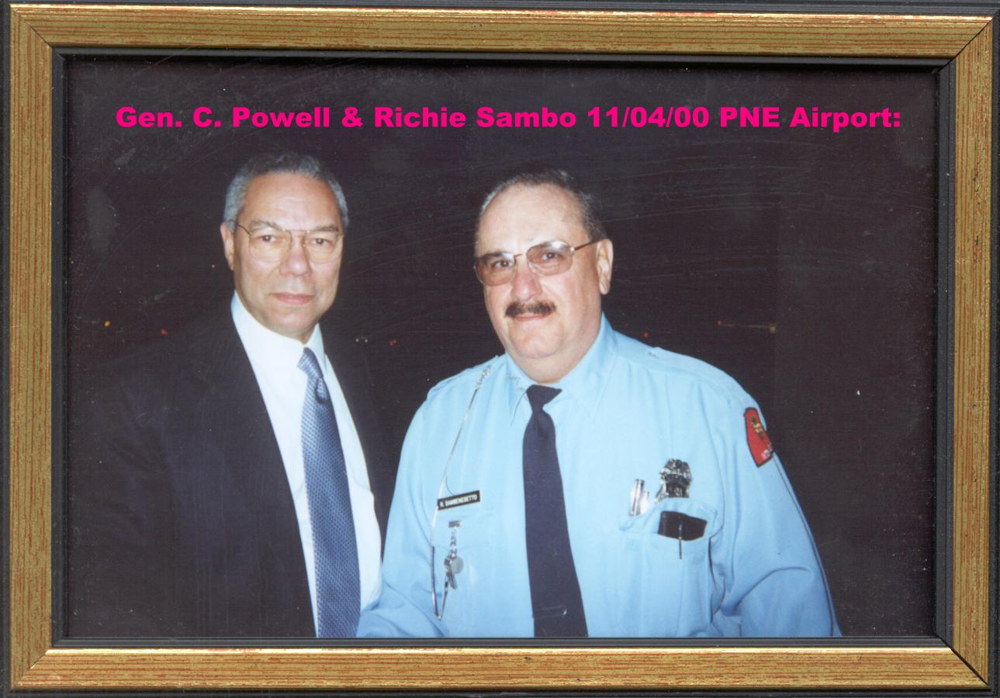 Gen. C. Powell & Richie Sambo 11/04/00 PNE Airport:
R. SAMBENEDETTO